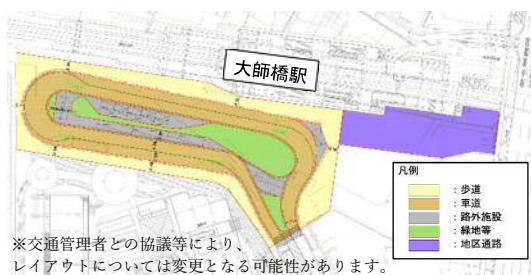 大師橋駅
凡例
：歩道
：車道
：路外施設
：緑地等
：地区通路
※交通管理者との協議等により、
レイアウトについては変更となる可能性があります。